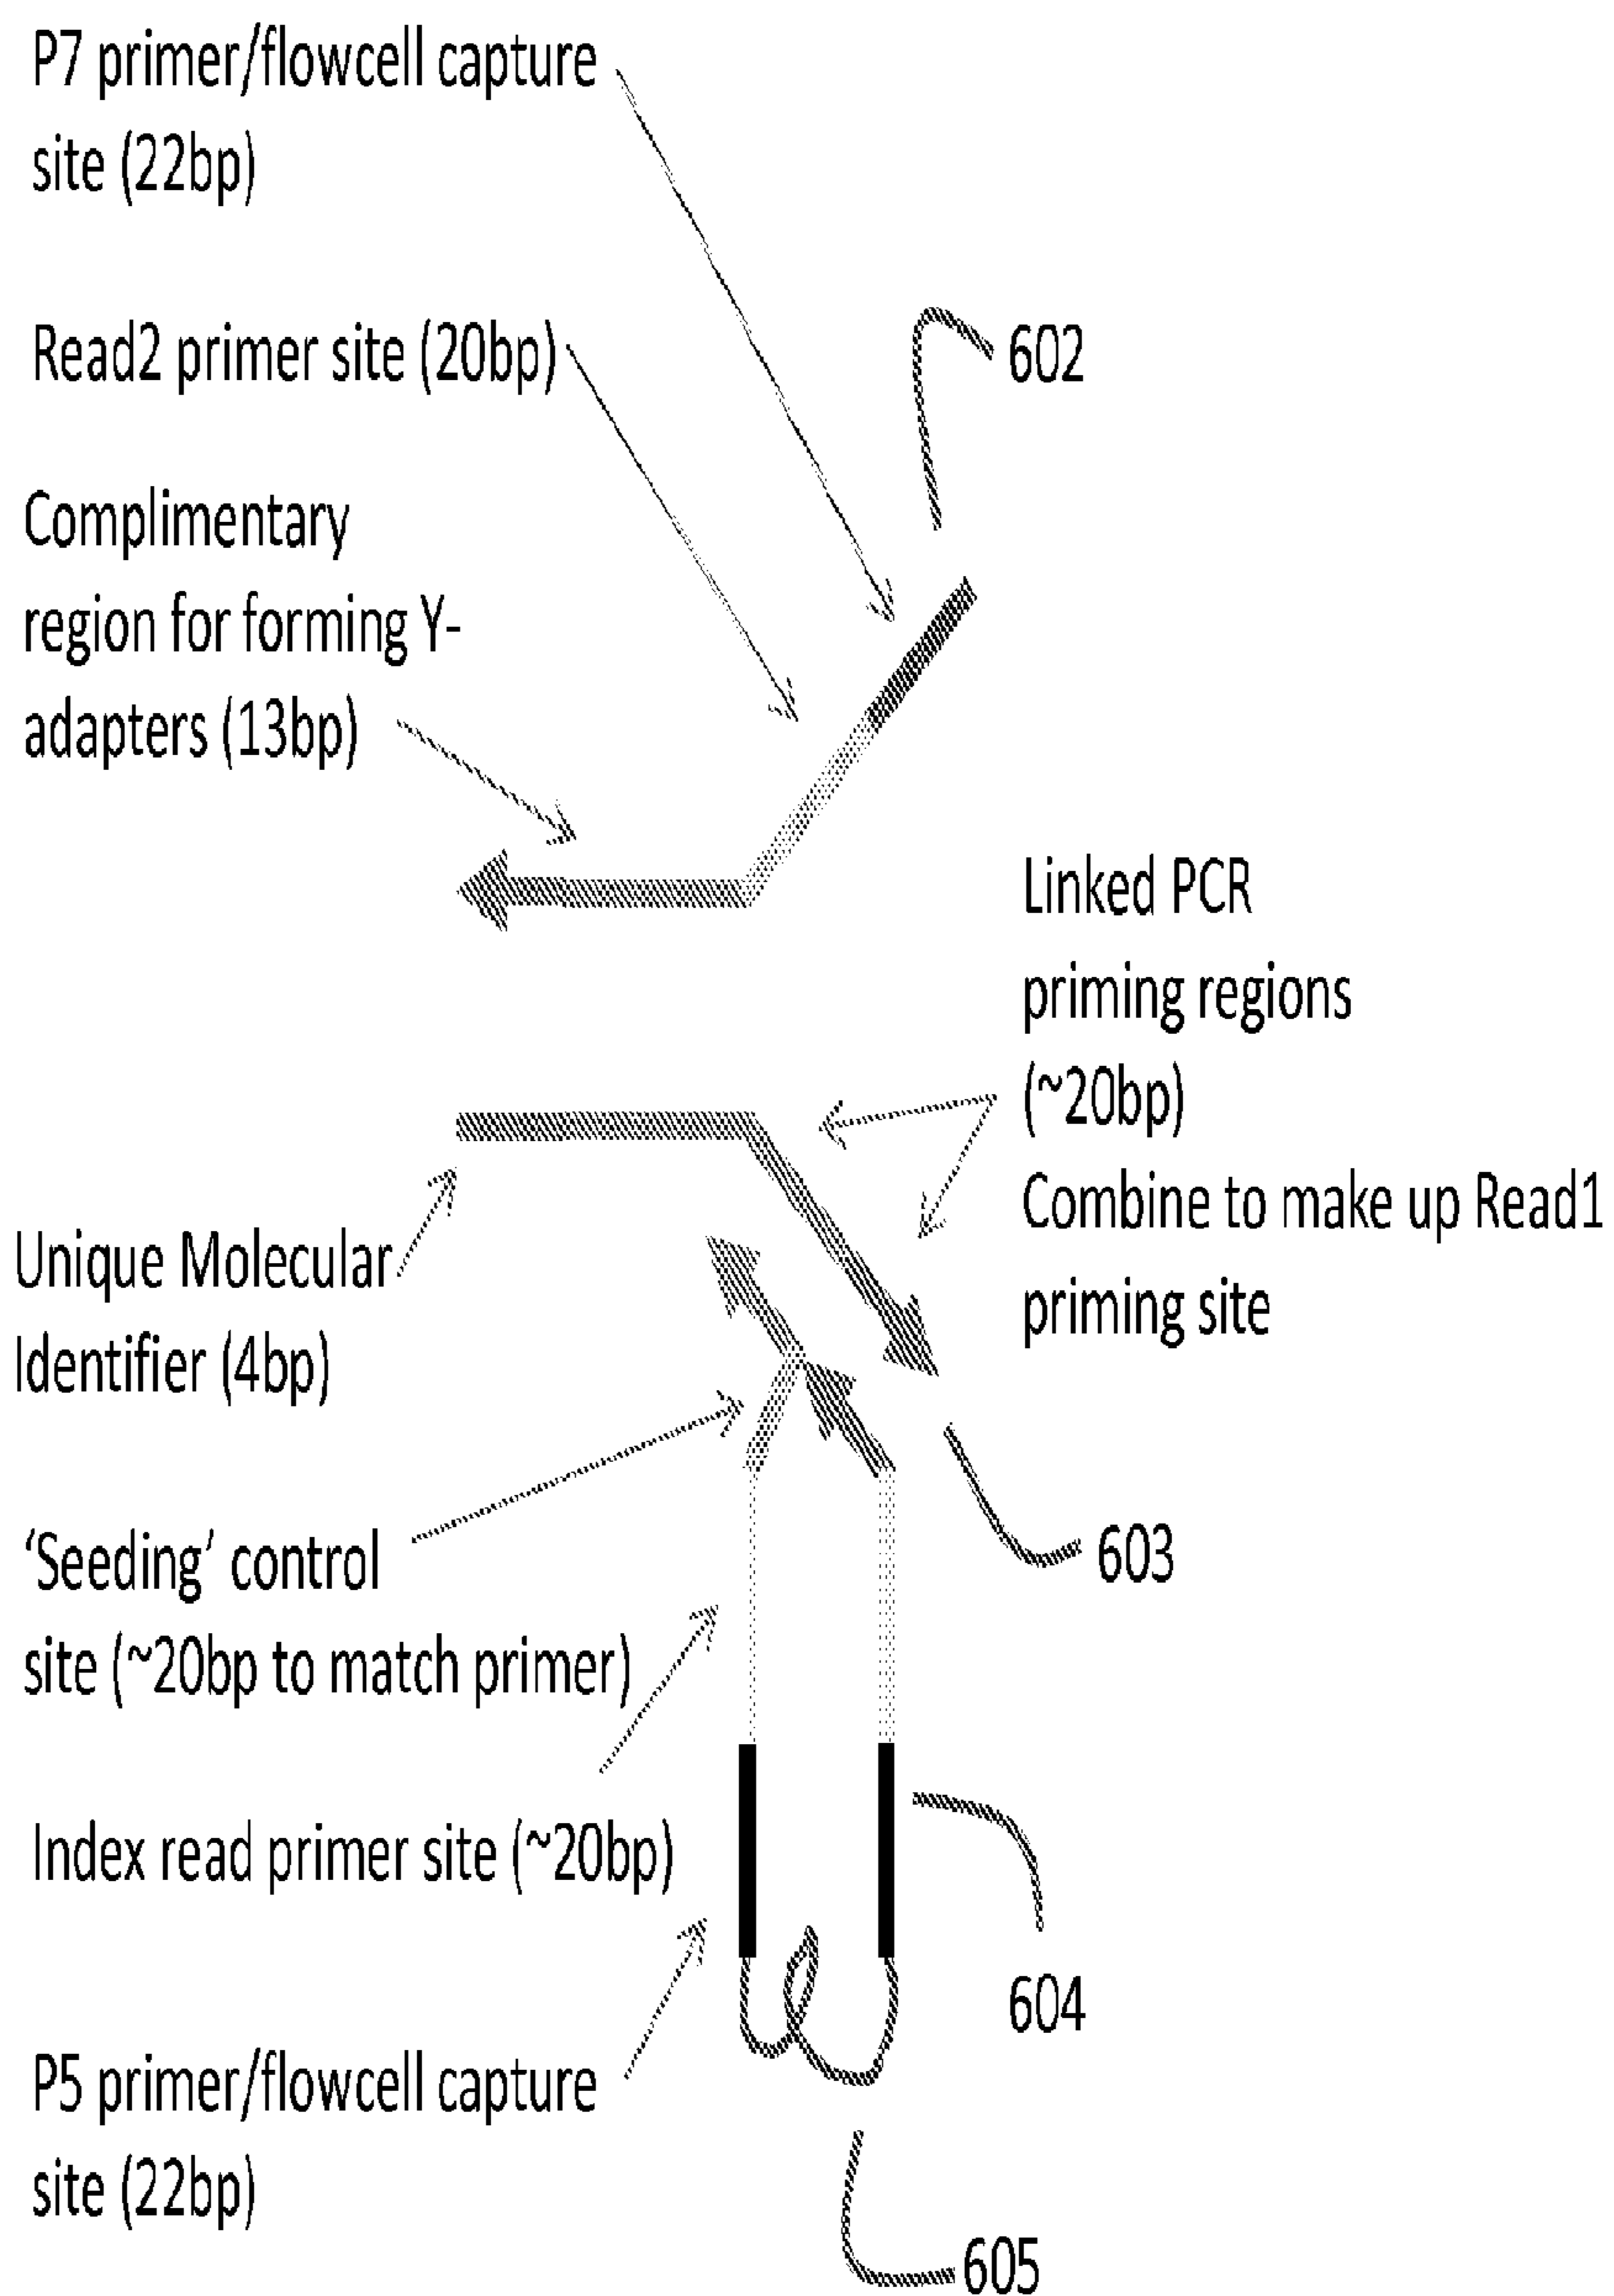 P7 primer/flowcell capture
site (22bp)
602
Read2 primer site (20bp)
Complimentary
region for forming Y-
adapters (13bp)
Linked PCR
priming regions
(~20bp)
Combine to make up Read1
priming site
Unique Molecular
Identifier (4bp)
603
‘Seeding’ control
site (~20bp to match primer)
Index read primer site (~20bp)
604
P5 primer/flowcell capture
site (22bp)
605